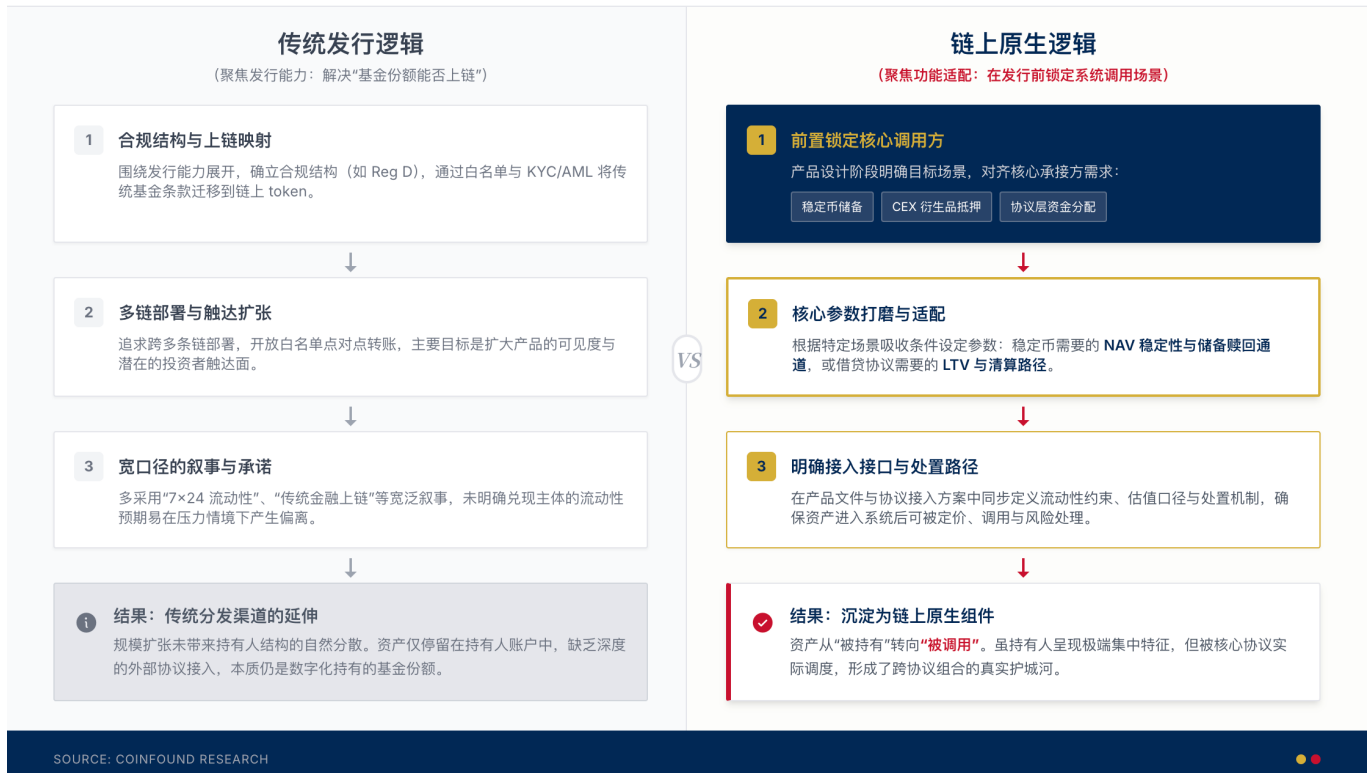 传统发行逻辑
（聚焦发行能力：解决“基金份额能否上链”）
1
合规结构与上链映射
围绕发行能力展开，确立合规结构（如 Reg D），通过白名单与 KYC/AML 将传
统基金条款迁移到链上 token。
2
多链部署与触达扩张
追求跨多条链部署，开放白名单点对点转账，主要目标是扩大产品的可见度与
潜在的投资者触达面。
3
宽口径的叙事与承诺
多采用“7×24 流动性”、“传统金融上链”等宽泛叙事，未明确兑现主体的流动性
预期易在压力情境下产生偏离。
结果：传统分发渠道的延伸
规模扩张未带来持有人结构的自然分散。资产仅停留在持有人账户中，缺乏深度
的外部协议接入，本质仍是数字化持有的基金份额。
VS
链上原生逻辑
（聚焦功能适配：在发行前锁定系统调用场景）
1
前置锁定核心调用方
产品设计阶段明确目标场景，对齐核心承接方需求：
稳定币储备
CEX 衍生品抵押
协议层资金分配
2
核心参数打磨与适配
根据特定场景吸收条件设定参数：稳定币需要的 NAV 稳定性与储备赎回通
道，或借贷协议需要的 LTV 与清算路径。
3
明确接入接口与处置路径
在产品文件与协议接入方案中同步定义流动性约束、估值口径与处置机制，确
保资产进入系统后可被定价、调用与风险处理。
结果：沉淀为链上原生组件
资产从“被持有”转向“被调用”。虽持有人呈现极端集中特征，但被核心协议实
际调度，形成了跨协议组合的真实护城河。
SOURCE: COINFOUND RESEARCH